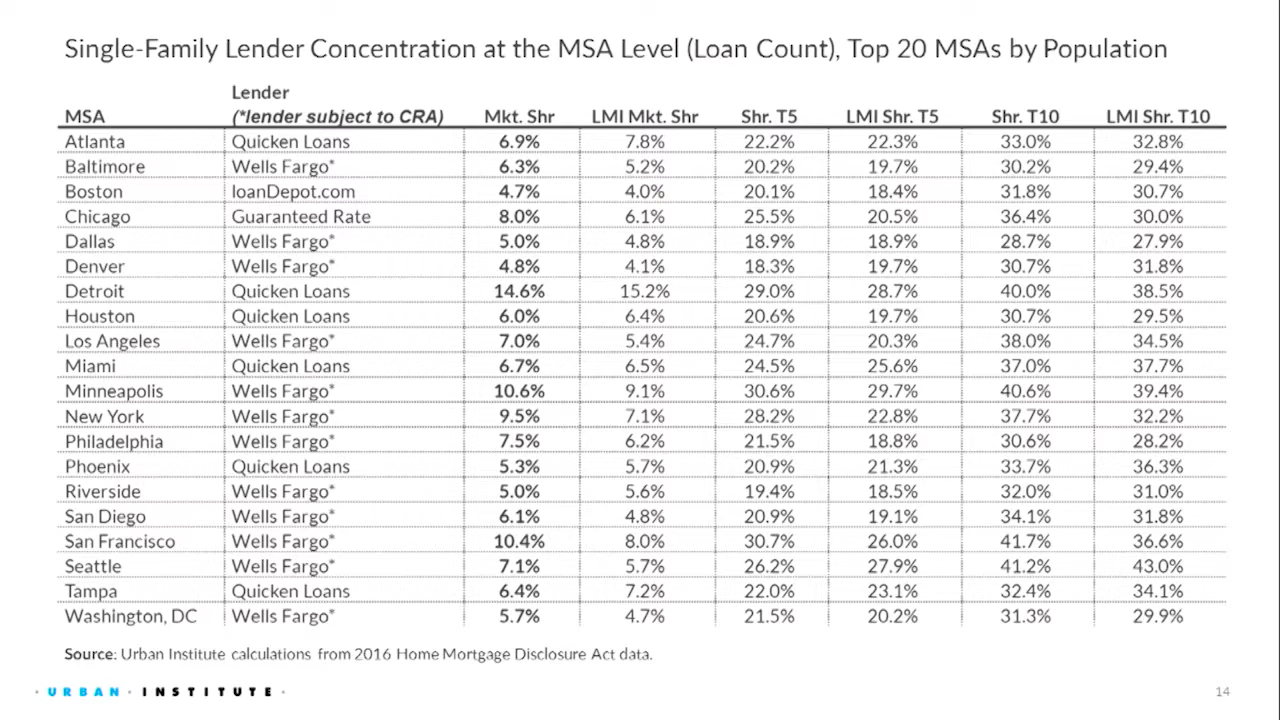 Single-Family Lender Concentration at the MSA Level (Loan Count), Top 20 MSAs by Population
Lender
MSA (*lender subject to CRA) Mkt. Shr LMI Mkt. Shr Shr. T5 LMI Shr. T5 Shr. T10 LMI Shr. T10
Atlanta Quicken Loans 6.9% 7.8% 22.2% 22.3% 33.0% 32.8%
Baltimore Wells Fargo* 6.3% 5.2% 20.2% 19.7% 30.2% 29.4%
Boston loanDepot.com 4.7% 4.0% 20.1% 18.4% 31.8% 30.7%
Chicago Guaranteed Rate 8.0% 6.1% 25.5% 20.5% 36.4% 30.0%
Dallas Wells Fargo* 5.0% 4.8% 18.9% 18.9% 28.7% 27.9%
Denver Wells Fargo* 4.8% 4.1% 18.3% 19.7% 30.7% 31.8%
Detroit Quicken Loans 14.6% 15.2% 29.0% 28.7% 40.0% 38.5%
Houston Quicken Loans 6.0% 6.4% 20.6% 19.7% 30.7% 29.5%
Los Angeles Wells Fargo* 7.0% 5.4% 24.7% 20.3% 38.0% 34.5%
Miami Quicken Loans 6.7% 6.5% 24.5% 25.6% 37.0% 37.7%
Minneapolis Wells Fargo* 10.6% 9.1% 30.6% 29.7% 40.6% 39.4%
New York Wells Fargo* 9.5% 7.1% 28.2% 22.8% 37.7% 32.2%
Philadelphia Wells Fargo* 7.5% 6.2% 21.5% 18.8% 30.6% 28.2%
Phoenix Quicken Loans 5.3% 5.7% 20.9% 21.3% 33.7% 36.3%
Riverside Wells Fargo* 5.0% 5.6% 19.4% 18.5% 32.0% 31.0%
San Diego Wells Fargo* 6.1% 4.8% 20.9% 19.1% 34.1% 31.8%
San Francisco Wells Fargo* 10.4% 8.0% 30.7% 26.0% 41.7% 36.6%
Seattle Wells Fargo* 7.1% 5.7% 26.2% 27.9% 41.2% 43.0%
Tampa Quicken Loans 6.4% 7.2% 22.0% 23.1% 32.4% 34.1%
Washington, DC Wells Fargo* 5.7% 4.7% 21.5% 20.2% 31.3% 29.9%
Source: Urban Institute calculations from 2016 Home Mortgage Disclosure Act data.
· URBAN · INSTITUTE · 14